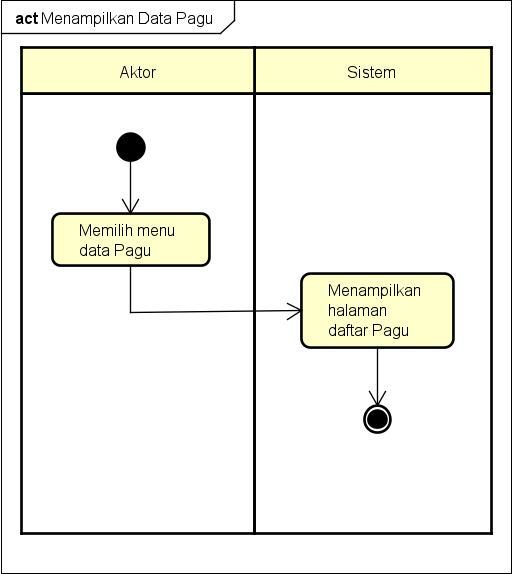 act Menampilkan Data Pagu
Aktor
Sistem
Memilih menu
data Pagu
Menampilkan
halaman
daftar Pagu